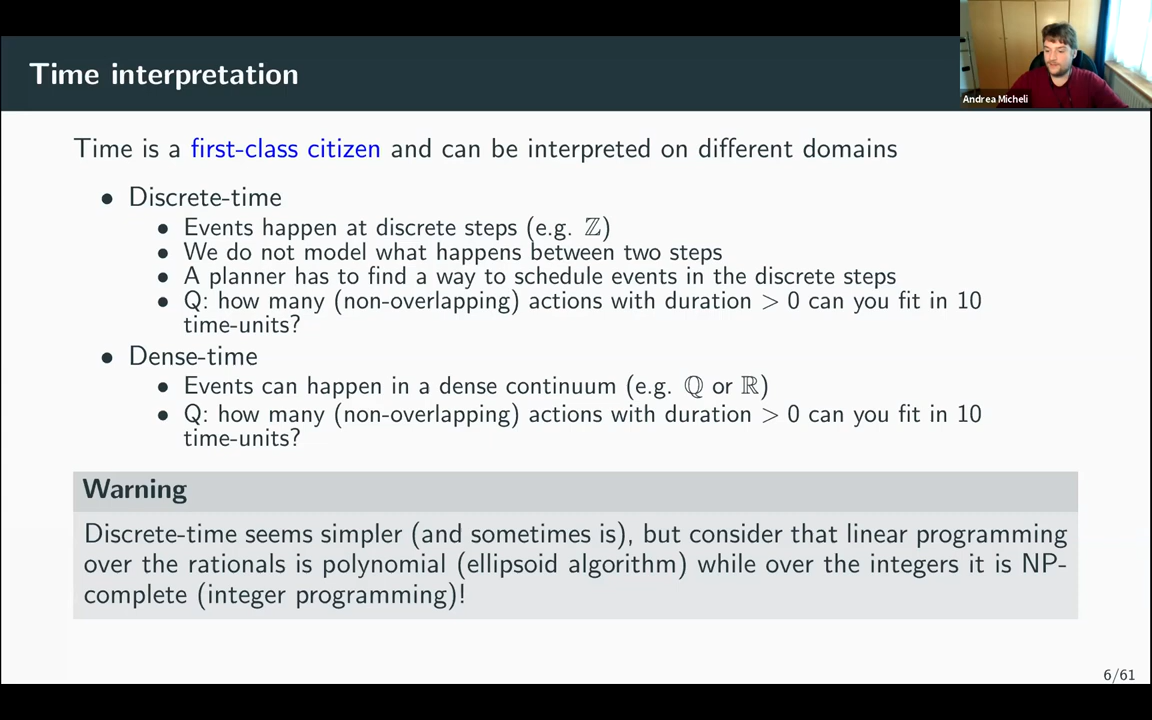 Time interpretation
Andrea Micheli
Time is a first-class citizen and can be interpreted on different domains
• Discrete-time
• Events happen at discrete steps (e.g. ℤ)
• We do not model what happens between two steps
• A planner has to find a way to schedule events in the discrete steps
• Q: how many (non-overlapping) actions with duration > 0 can you fit in 10
time-units?
• Dense-time
• Events can happen in a dense continuum (e.g. ℚ or ℝ)
• Q: how many (non-overlapping) actions with duration > 0 can you fit in 10
time-units?
Warning
Discrete-time seems simpler (and sometimes is), but consider that linear programming
over the rationals is polynomial (ellipsoid algorithm) while over the integers it is NP-
complete (integer programming)!
6/61